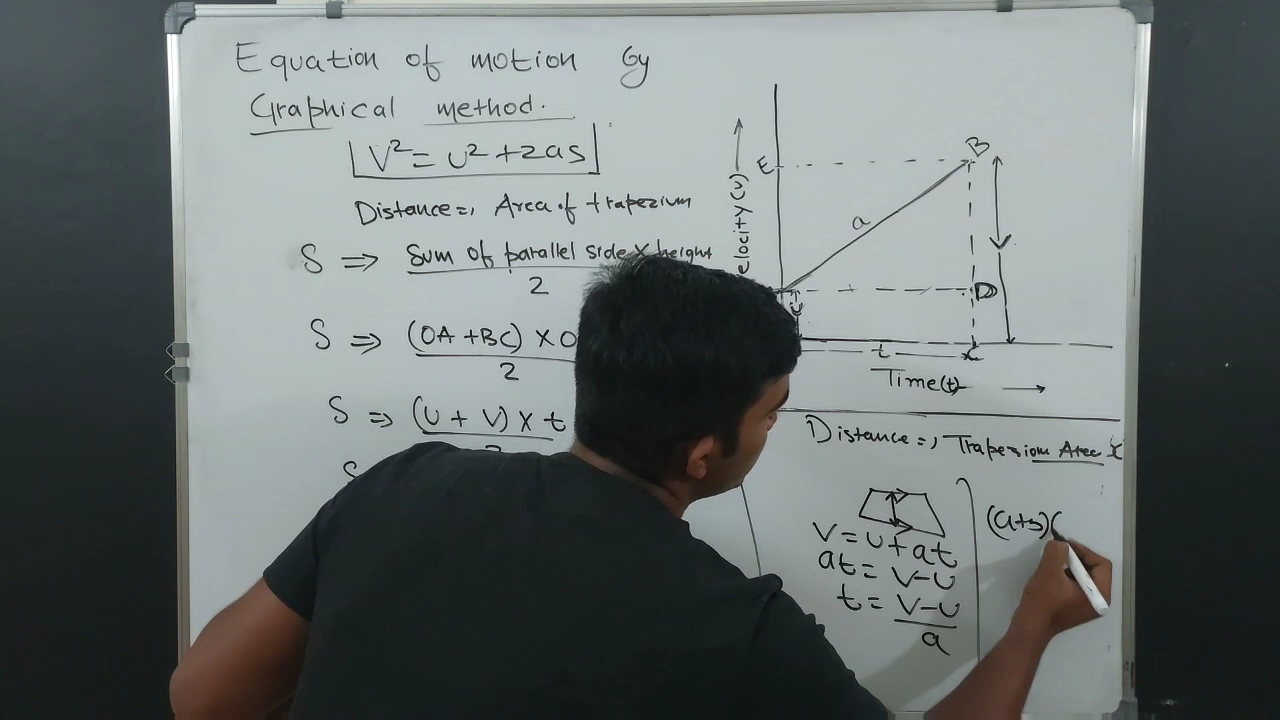 Equation of motion by
Graphical method.
V² = U² + 2as
Distance =, Area of trapezium
S ⇒ Sum of parallel side × height
2
S ⇒ (OA + BC) × O
2
S ⇒ (U + V) × t
S
E
B
a
D
U
t
elocity (v)
Time(t)
Distance =, Trapezium Area
V = U + at
at = V - U
t = V - U
a
(a+b)(